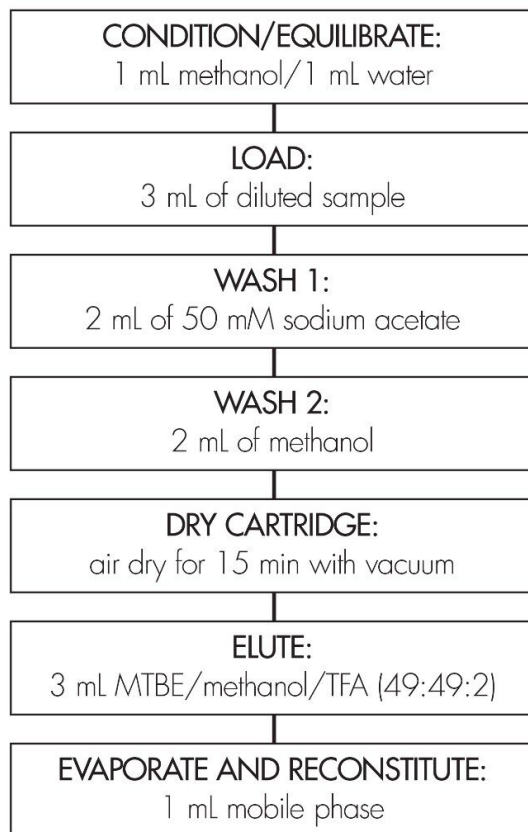 CONDITION/EQUILIBRATE:
1 mL methanol/1 mL water
LOAD:
3 mL of diluted sample
WASH 1:
2 mL of 50 mM sodium acetate
WASH 2:
2 mL of methanol
DRY CARTRIDGE:
air dry for 15 min with vacuum
ELUTE:
3 mL MTBE/methanol/TFA (49:49:2)
EVAPORATE AND RECONSTITUTE:
1 mL mobile phase